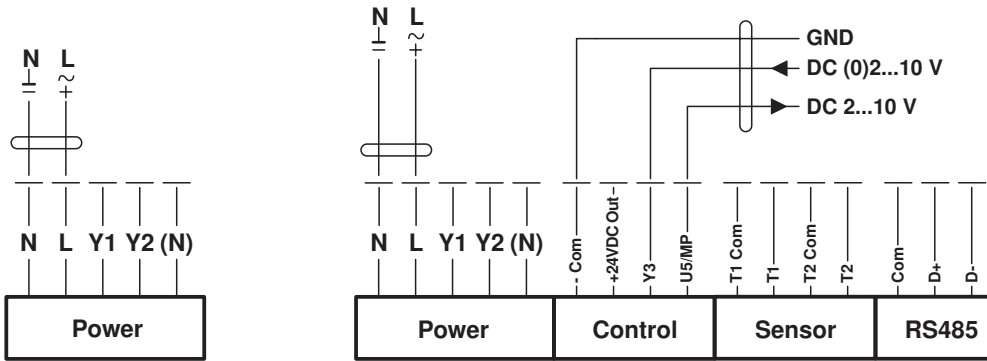 N L
⊥ ~
= +
N L Y1 Y2 (N)
Power
N L
⊥ ~
= +
GND
DC (0)2...10 V
DC 2...10 V
N L Y1 Y2 (N)
- Com
+24VDC Out
Y3
U5/MP
T1 Com
T1
T2 Com
T2
Com
D+
D-
Power
Control
Sensor
RS485